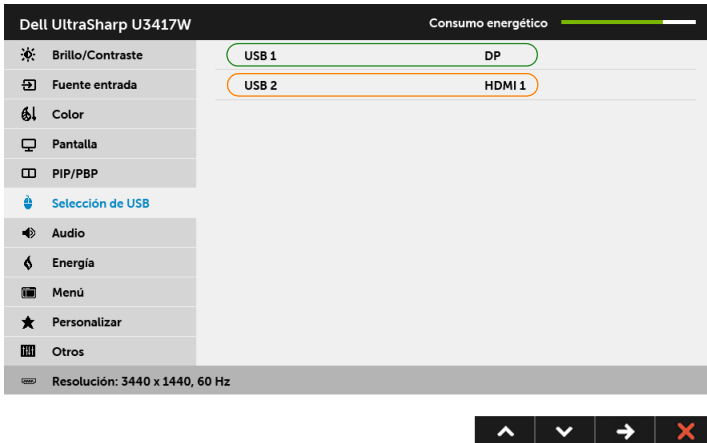 Dell UltraSharp U3417W
Consumo energético
Brillo/Contraste
Fuente entrada
Color
Pantalla
PIP/PBP
Selección de USB
Audio
Energía
Menú
Personalizar
Otros
USB 1 DP
USB 2 HDMI 1
Resolución: 3440 x 1440, 60 Hz